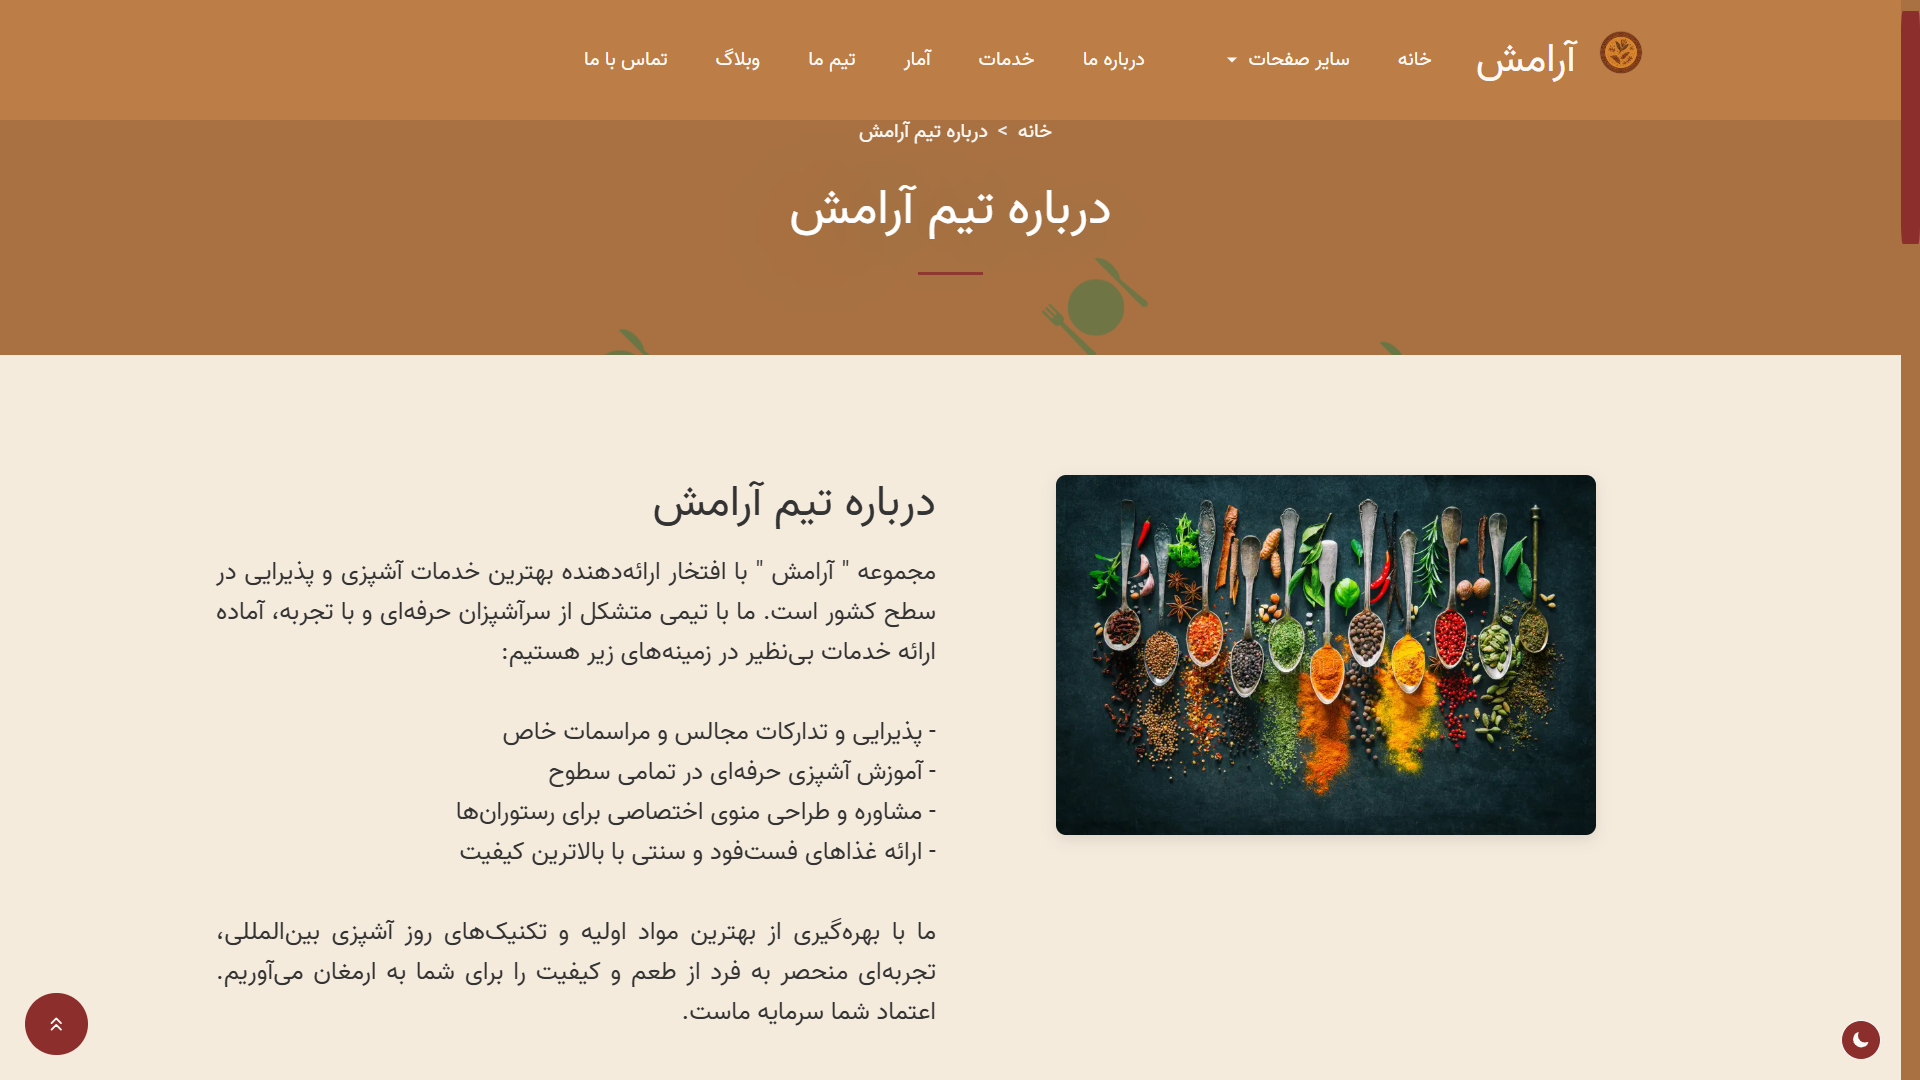 آرامش
خانه
سایر صفحات
درباره ما
خدمات
آمار
تیم ما
وبلاگ
تماس با ما
خانه > درباره تیم آرامش
درباره تیم آرامش
درباره تیم آرامش
مجموعه " آرامش " با افتخار ارائه‌دهنده بهترین خدمات آشپزی و پذیرایی در
سطح کشور است. ما با تیمی متشکل از سرآشپزان حرفه‌ای و با تجربه، آماده
ارائه خدمات بی‌نظیر در زمینه‌های زیر هستیم:
- پذیرایی و تدارکات مجالس و مراسمات خاص
- آموزش آشپزی حرفه‌ای در تمامی سطوح
- مشاوره و طراحی منوی اختصاصی برای رستوران‌ها
- ارائه غذاهای فست‌فود و سنتی با بالاترین کیفیت
ما با بهره‌گیری از بهترین مواد اولیه و تکنیک‌های روز آشپزی بین‌المللی،
تجربه‌ای منحصر به فرد از طعم و کیفیت را برای شما به ارمغان می‌آوریم.
اعتماد شما سرمایه ماست.